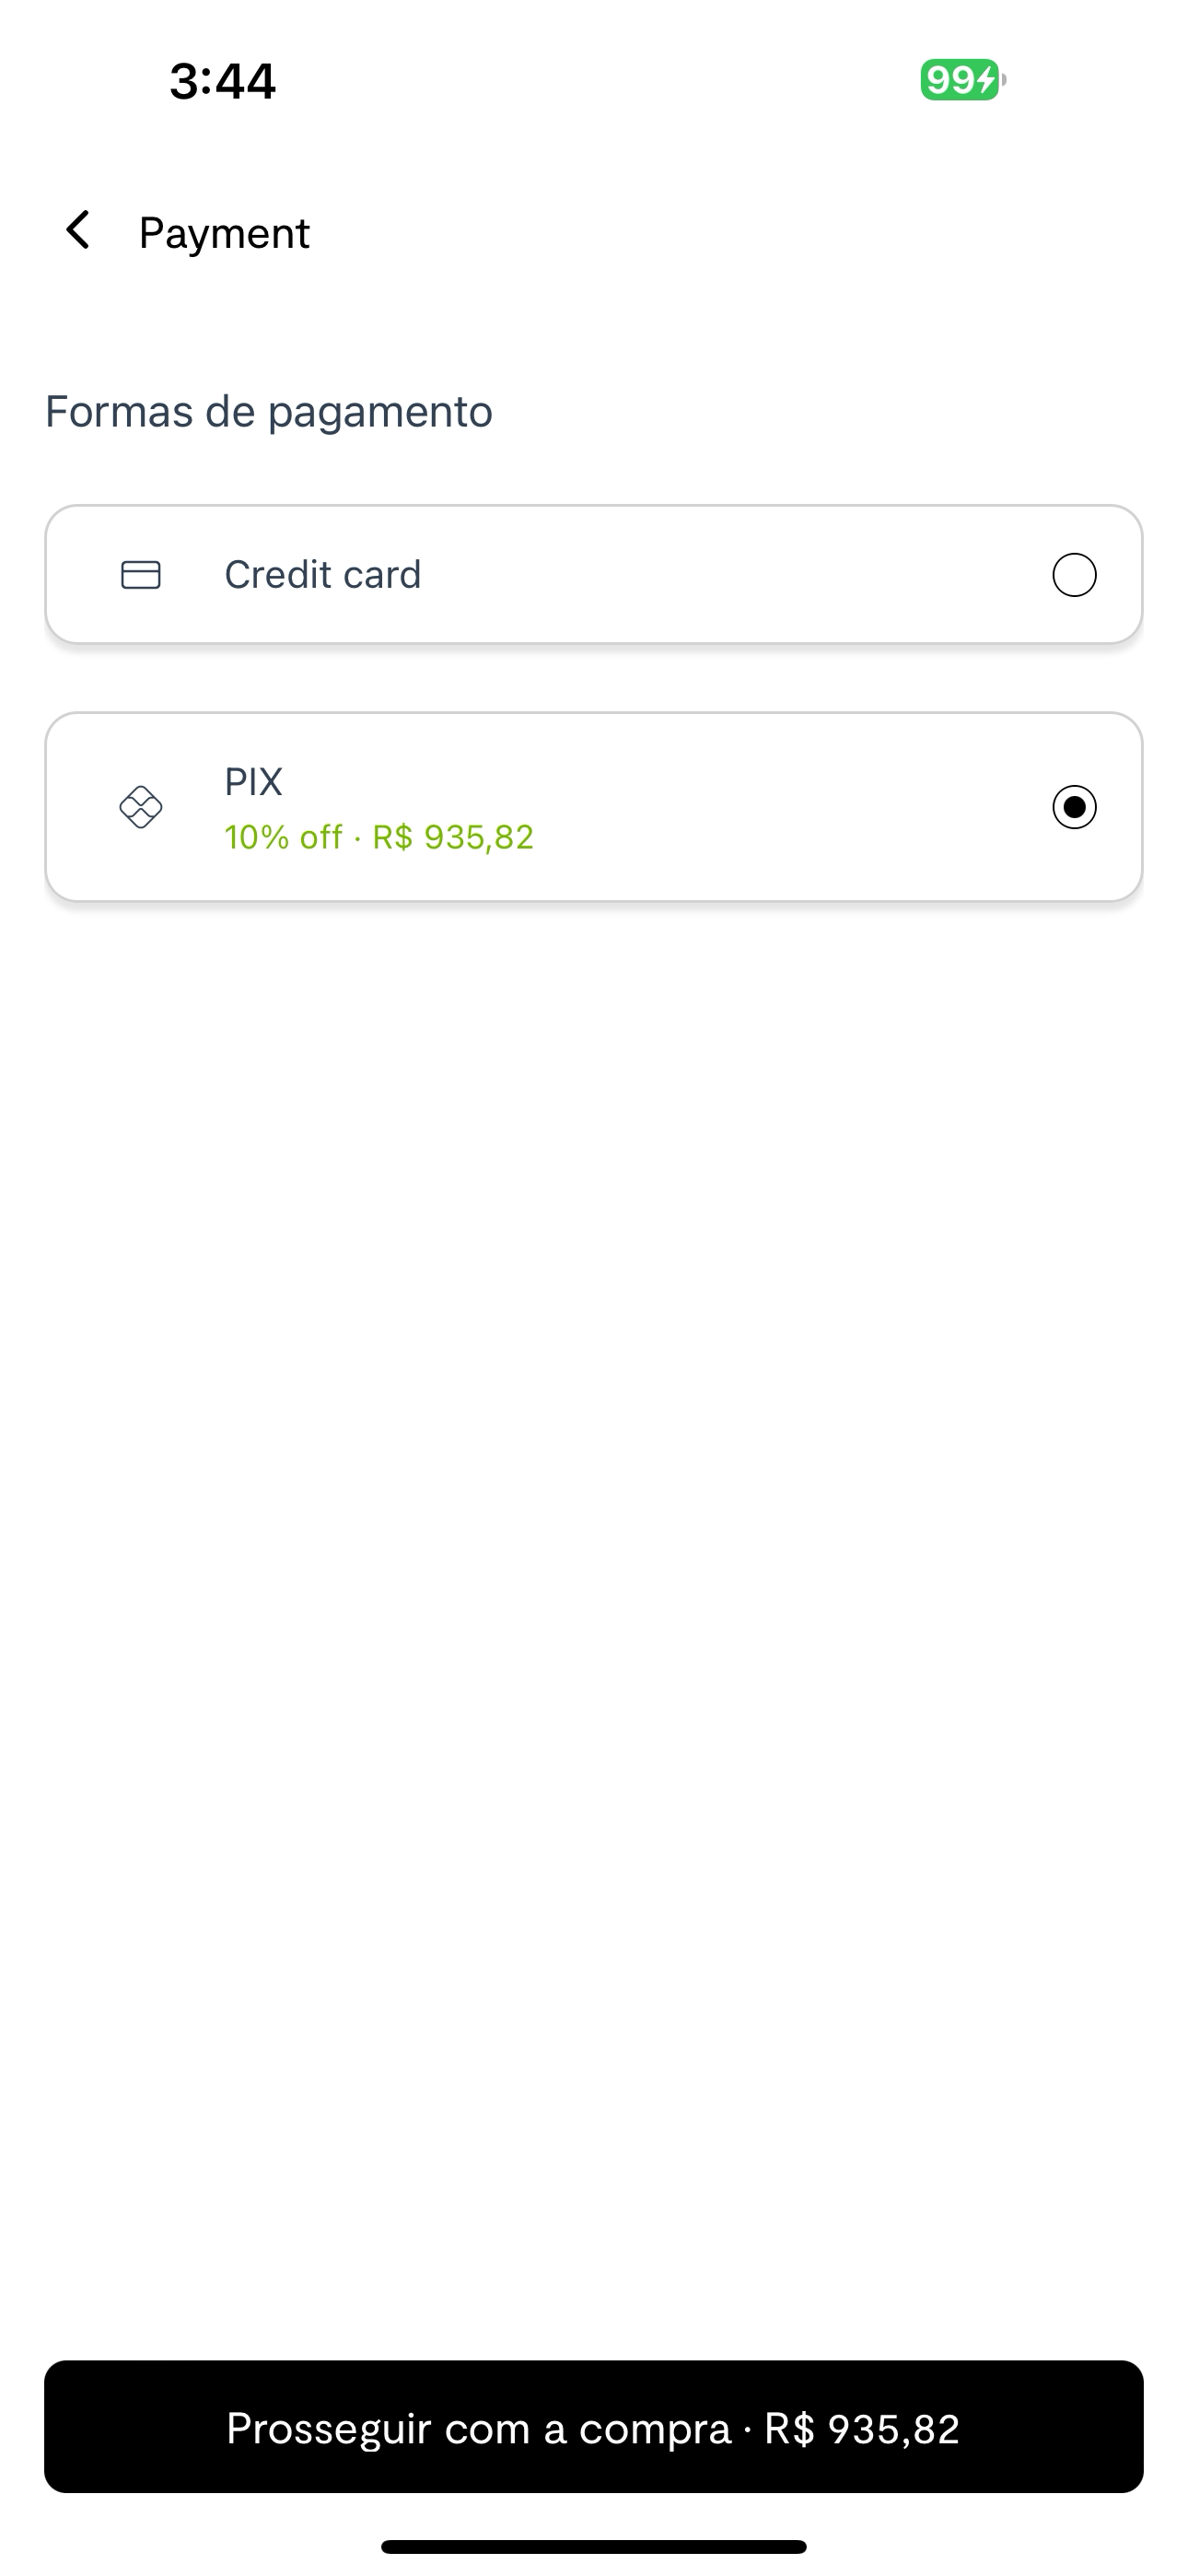 3:44
99
Payment
Formas de pagamento
Credit card
PIX
10% off · R$ 935,82
Prosseguir com a compra · R$ 935,82